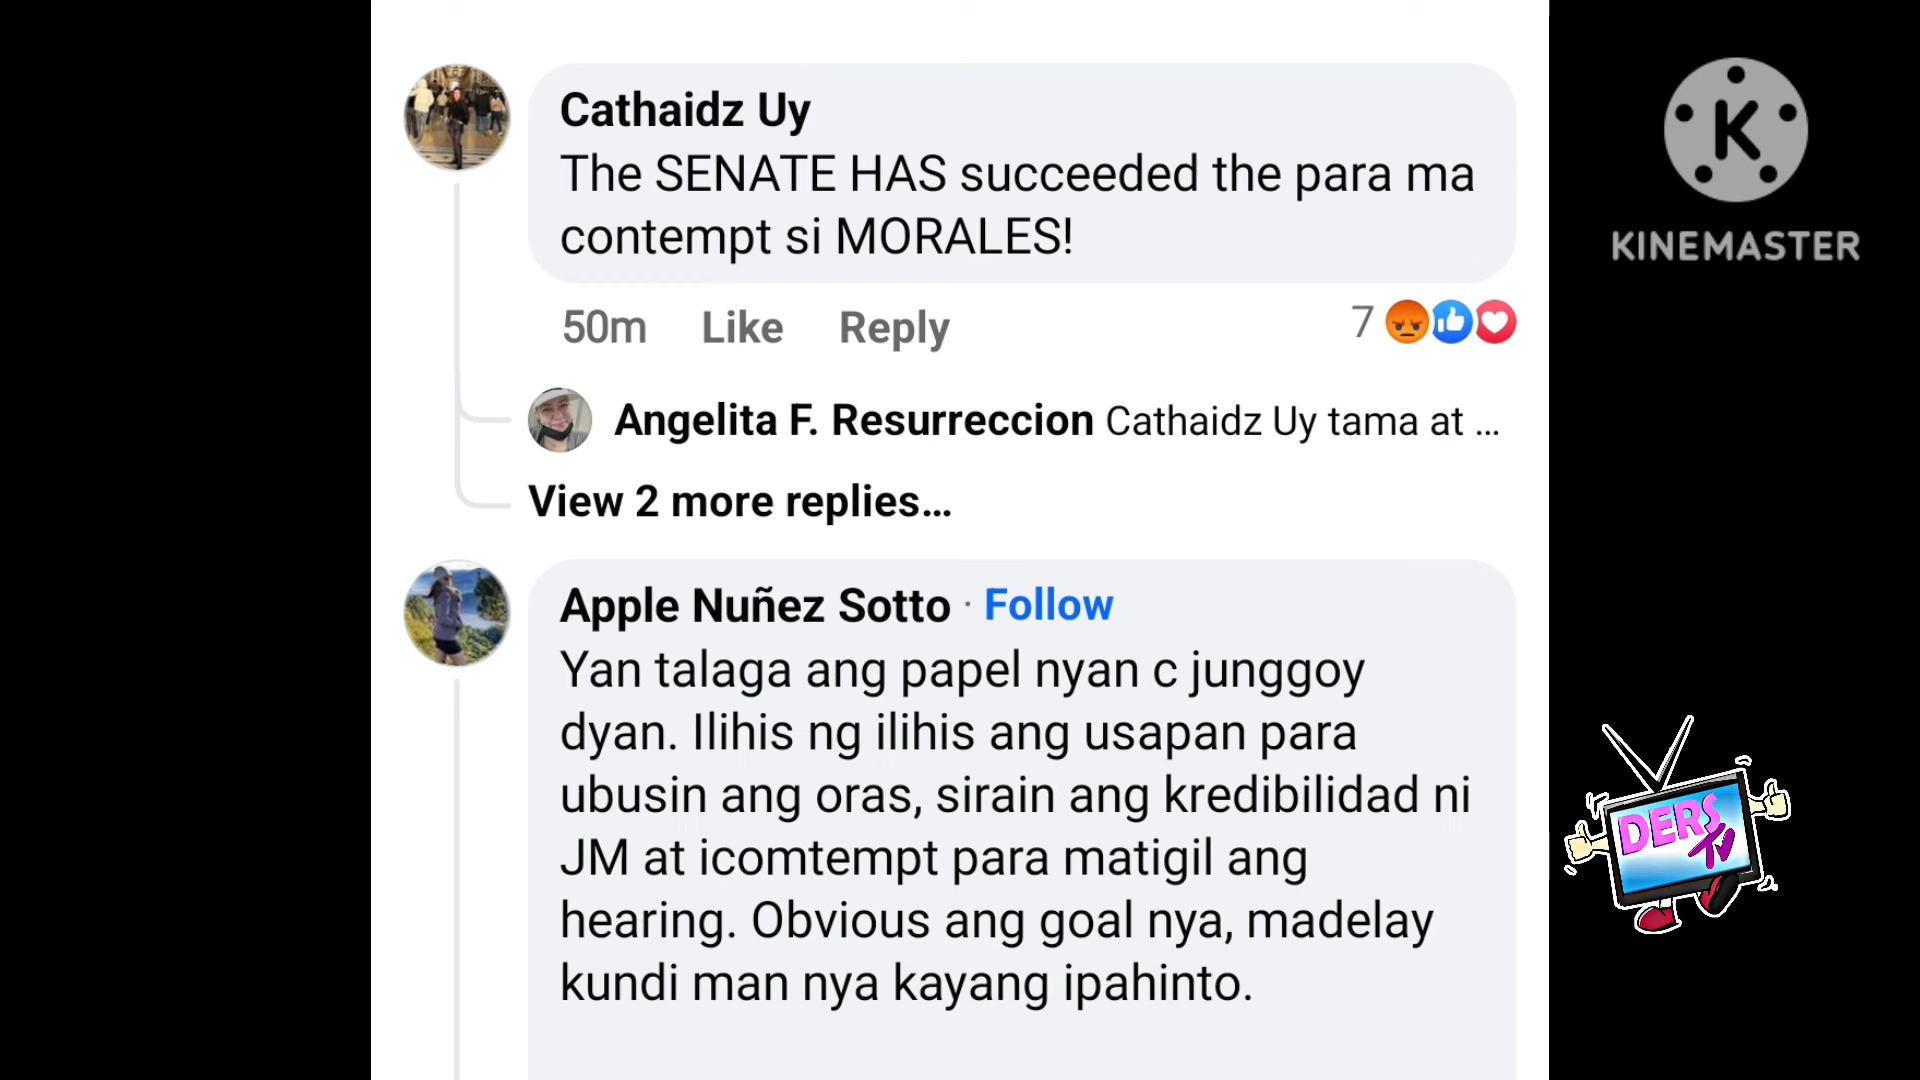 Cathaidz Uy
The SENATE HAS succeeded the para ma
contempt si MORALES!
50m Like Reply 7
Angelita F. Resurreccion Cathaidz Uy tama at ...
View 2 more replies...
Apple Nuñez Sotto · Follow
Yan talaga ang papel nyan c junggoy
dyan. Ilihis ng ilihis ang usapan para
ubusin ang oras, sirain ang kredibilidad ni
JM at icomtempt para matigil ang
hearing. Obvious ang goal nya, madelay
kundi man nya kayang ipahinto.
K
KINEMASTER
DERS
TV